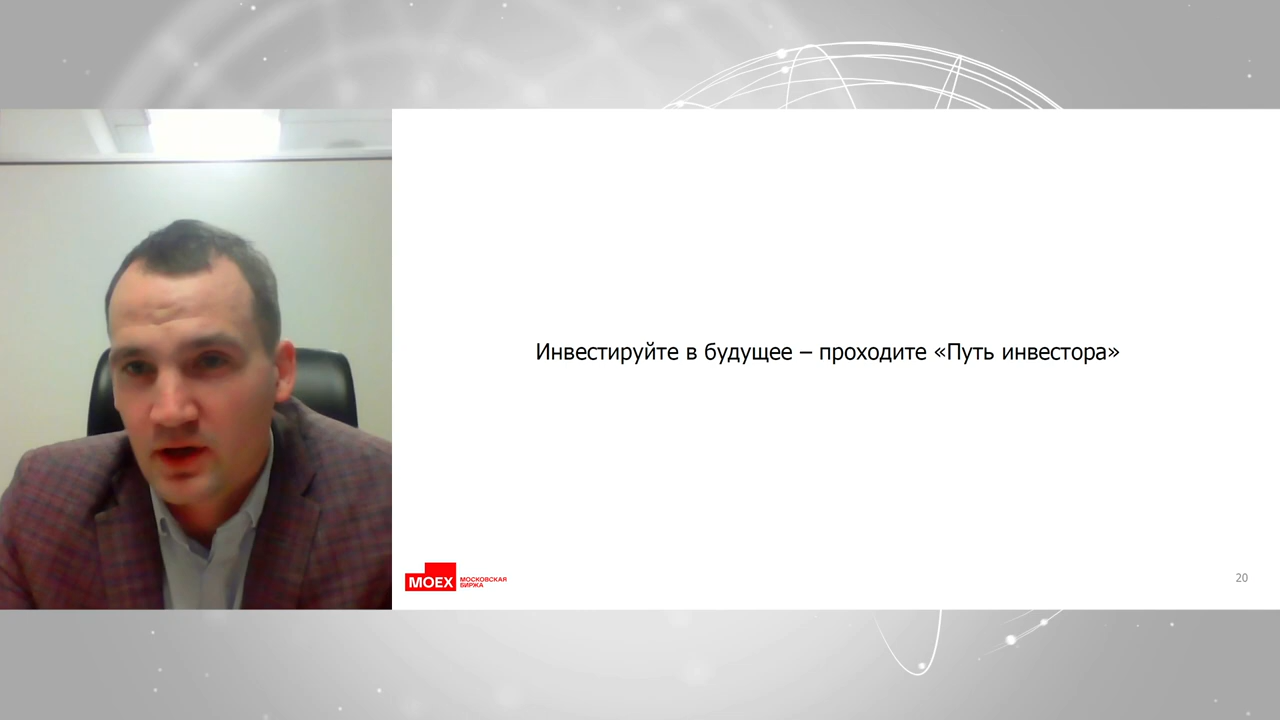 Инвестируйте в будущее – проходите «Путь инвестора»
MOEX
МОСКОВСКАЯ
БИРЖА
20